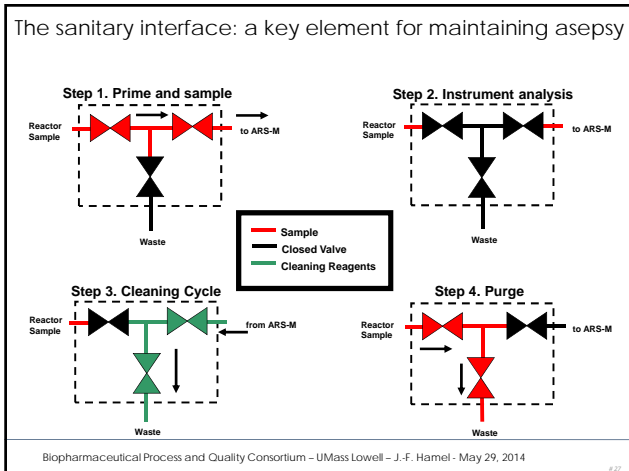 The sanitary interface: a key element for maintaining asepsy
Step 1. Prime and sample
Reactor
Sample
to ARS-M
Waste
Step 2. Instrument analysis
Reactor
Sample
to ARS-M
Waste
Sample
Closed Valve
Cleaning Reagents
Step 3. Cleaning Cycle
Reactor
Sample
from ARS-M
Waste
Step 4. Purge
Reactor
Sample
to ARS-M
Waste
Biopharmaceutical Process and Quality Consortium – UMass Lowell – J.-F. Hamel - May 29, 2014
# 27